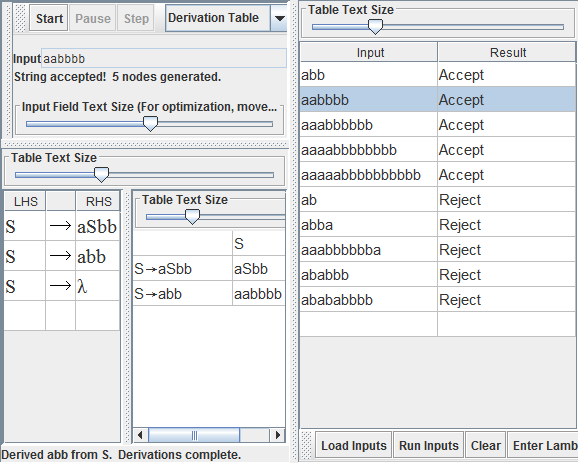 Start Pause Step Derivation Table
Input aabbbb
String accepted! 5 nodes generated.
Input Field Text Size (For optimization, move...
Table Text Size
LHS RHS
S → aSbb
S → abb
S → λ
Table Text Size
S
S→aSbb aSbb
S→abb aabbbb
Derived abb from S. Derivations complete.
Table Text Size
Input Result
abb Accept
aabbbb Accept
aaabbbbbb Accept
aaaabbbbbbbb Accept
aaaaabbbbbbbbbb Accept
ab Reject
abba Reject
aaabbbbbba Reject
ababbb Reject
abababbbb Reject
Load Inputs Run Inputs Clear Enter Lamb